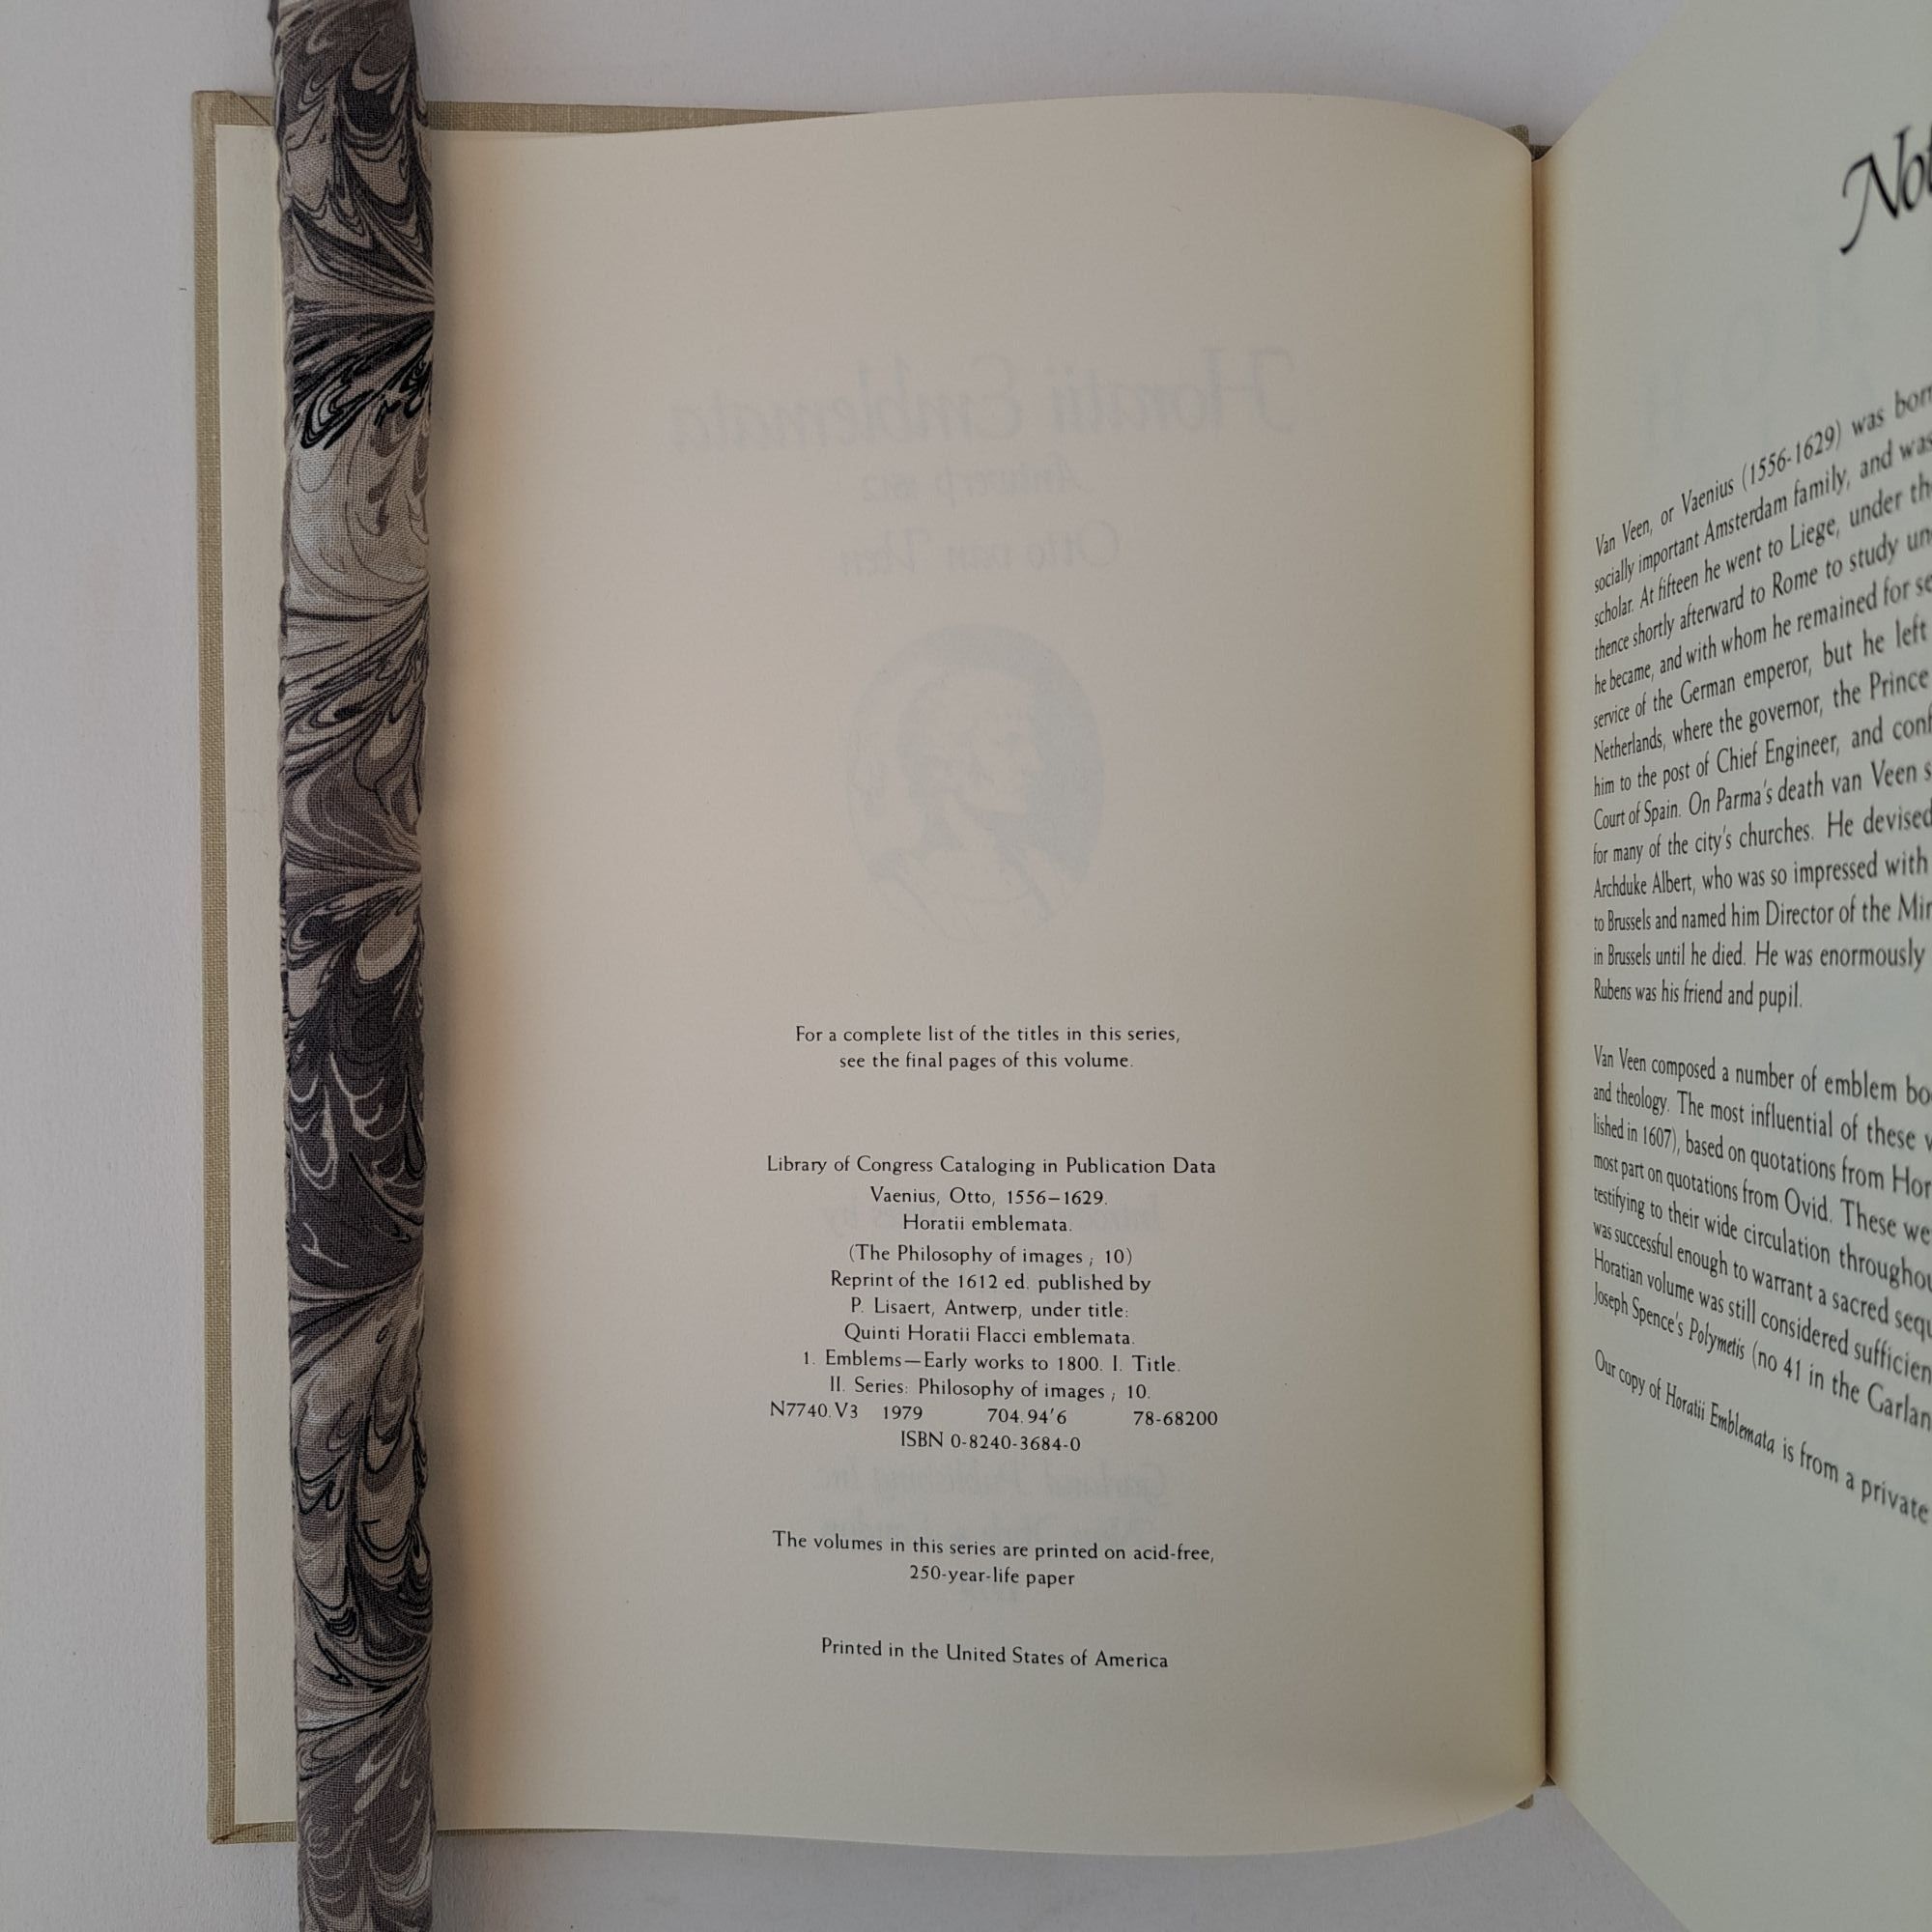 For a complete list of the titles in this series,
see the final pages of this volume.
Library of Congress Cataloging in Publication Data
Vaenius, Otto, 1556–1629.
Horatii emblemata.
(The Philosophy of images ; 10)
Reprint of the 1612 ed. published by
P. Lisaert, Antwerp, under title:
Quinti Horatii Flacci emblemata.
1. Emblems—Early works to 1800. I. Title.
II. Series: Philosophy of images ; 10.
N7740.V3 1979 704.94'6 78-68200
ISBN 0-8240-3684-0
The volumes in this series are printed on acid-free,
250-year-life paper
Printed in the United States of America
Van Veen, or Vaenius (1556-1629) was born
socially important Amsterdam family, and was
scholar. At fifteen he went to Liege, under the
thence shortly afterward to Rome to study
he became, and with whom he remained for
service of the German emperor, but he left
Netherlands, where the governor, the Prince
him to the post of Chief Engineer, and
Court of Spain. On Parma's death van Veen
for many of the city's churches. He devised
Archduke Albert, who was so impressed with
to Brussels and named him Director of the
in Brussels until he died. He was enormously
Rubens was his friend and pupil.
Van Veen composed a number of emblem
and theology. The most influential of these
lished in 1607), based on quotations from
most part on quotations from Ovid. These
testifying to their wide circulation
was successful enough to warrant a sacred
Horatian volume was still considered
Joseph Spence's Polymetis (no 41 in the
Our copy of Horatii Emblemata is from a private